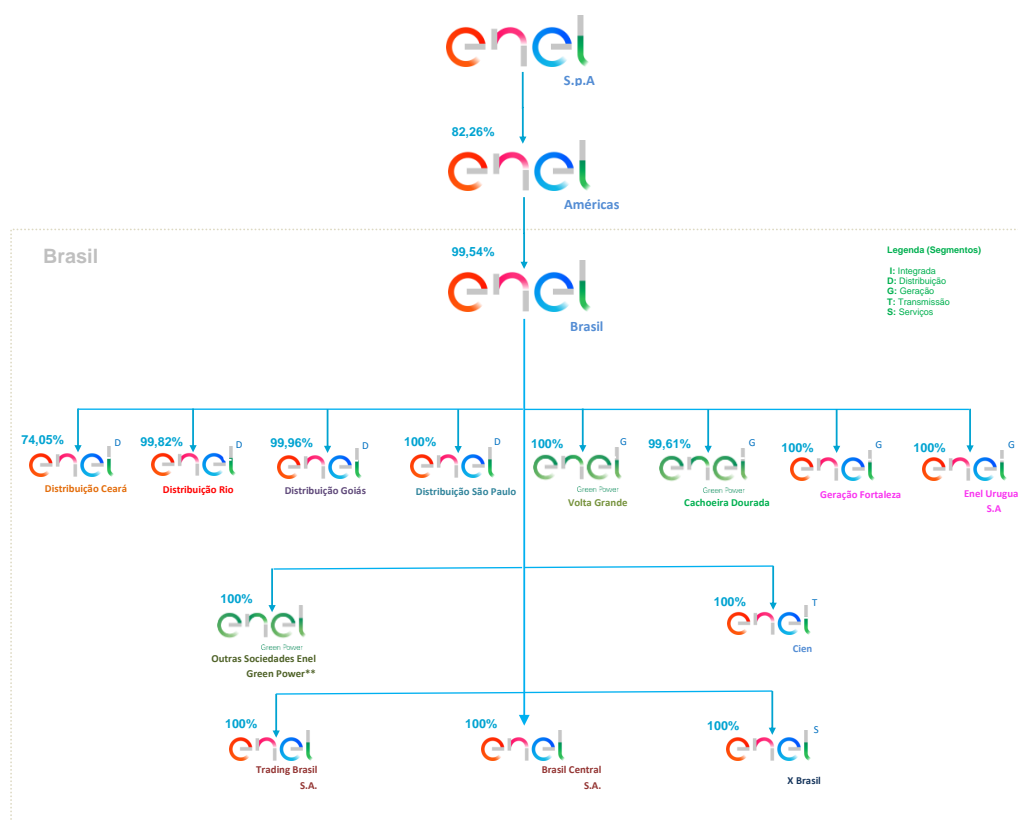 enel
S.p.A
82,26%
enel
Américas
Brasil
99,54%
enel
Brasil
Legenda (Segmentos)
I: Integrada
D: Distribuição
G: Geração
T: Transmissão
S: Serviços
74,05% enel D
Distribuição Ceará
99,82% enel D
Distribuição Rio
99,96% enel D
Distribuição Goiás
100% enel D
Distribuição São Paulo
100% enel G
Green Power
Volta Grande
99,61% enel G
Green Power
Cachoeira Dourada
100% enel G
Geração Fortaleza
100% enel G
Enel Urugua
S.A
100%
enel
Green Power
Outras Sociedades Enel
Green Power**
100% enel T
Cien
100%
enel
Trading Brasil
S.A.
100%
enel
Brasil Central
S.A.
100% enel S
X Brasil